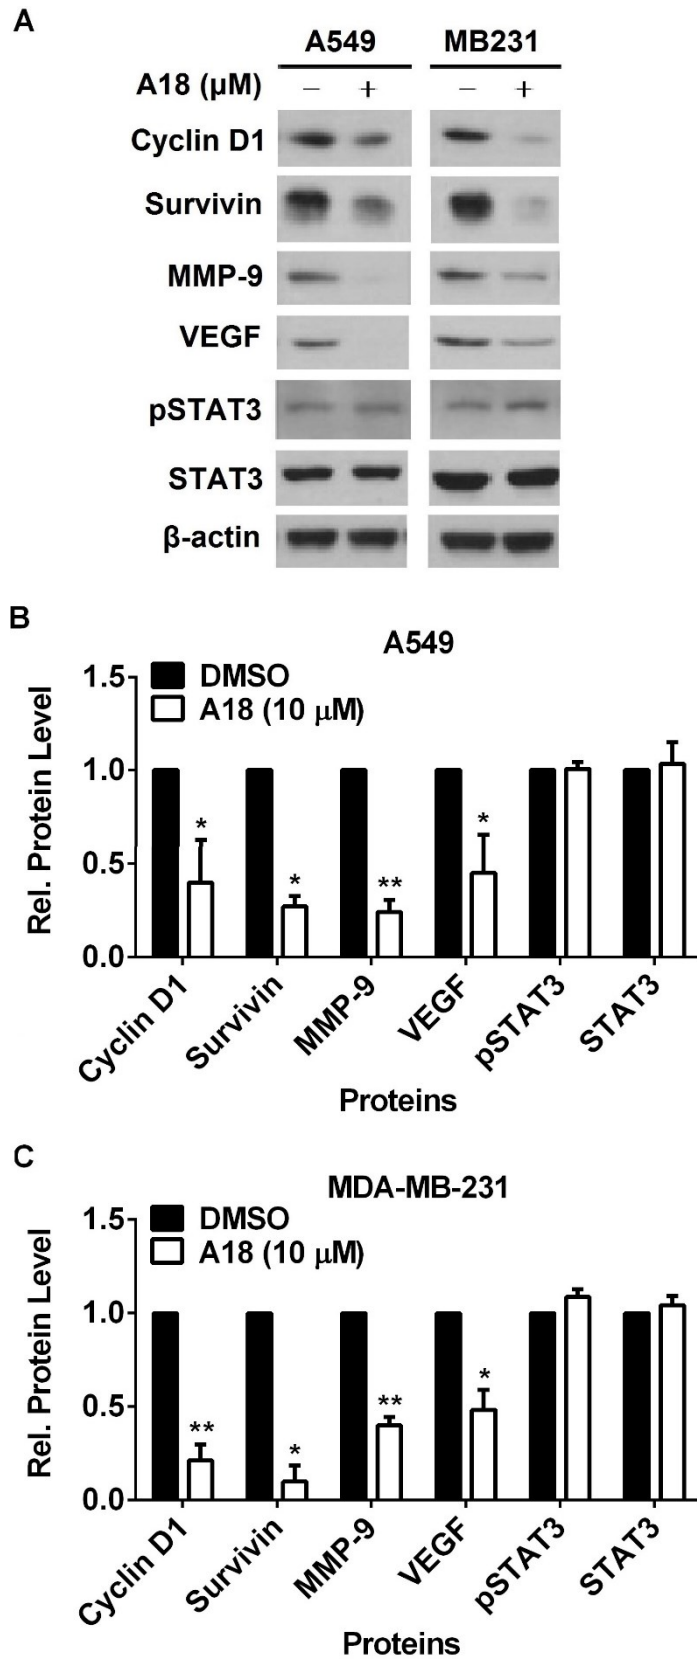 A
A549 MB231
A18 (µM) – + – +
Cyclin D1
Survivin
MMP-9
VEGF
pSTAT3
STAT3
β-actin
B
A549
DMSO
A18 (10 µM)
Rel. Protein Level
1.5
1.0
0.5
0.0
* * ** *
Cyclin D1 Survivin MMP-9 VEGF pSTAT3 STAT3
Proteins
C
MDA-MB-231
DMSO
A18 (10 µM)
Rel. Protein Level
1.5
1.0
0.5
0.0
** * ** *
Cyclin D1 Survivin MMP-9 VEGF pSTAT3 STAT3
Proteins